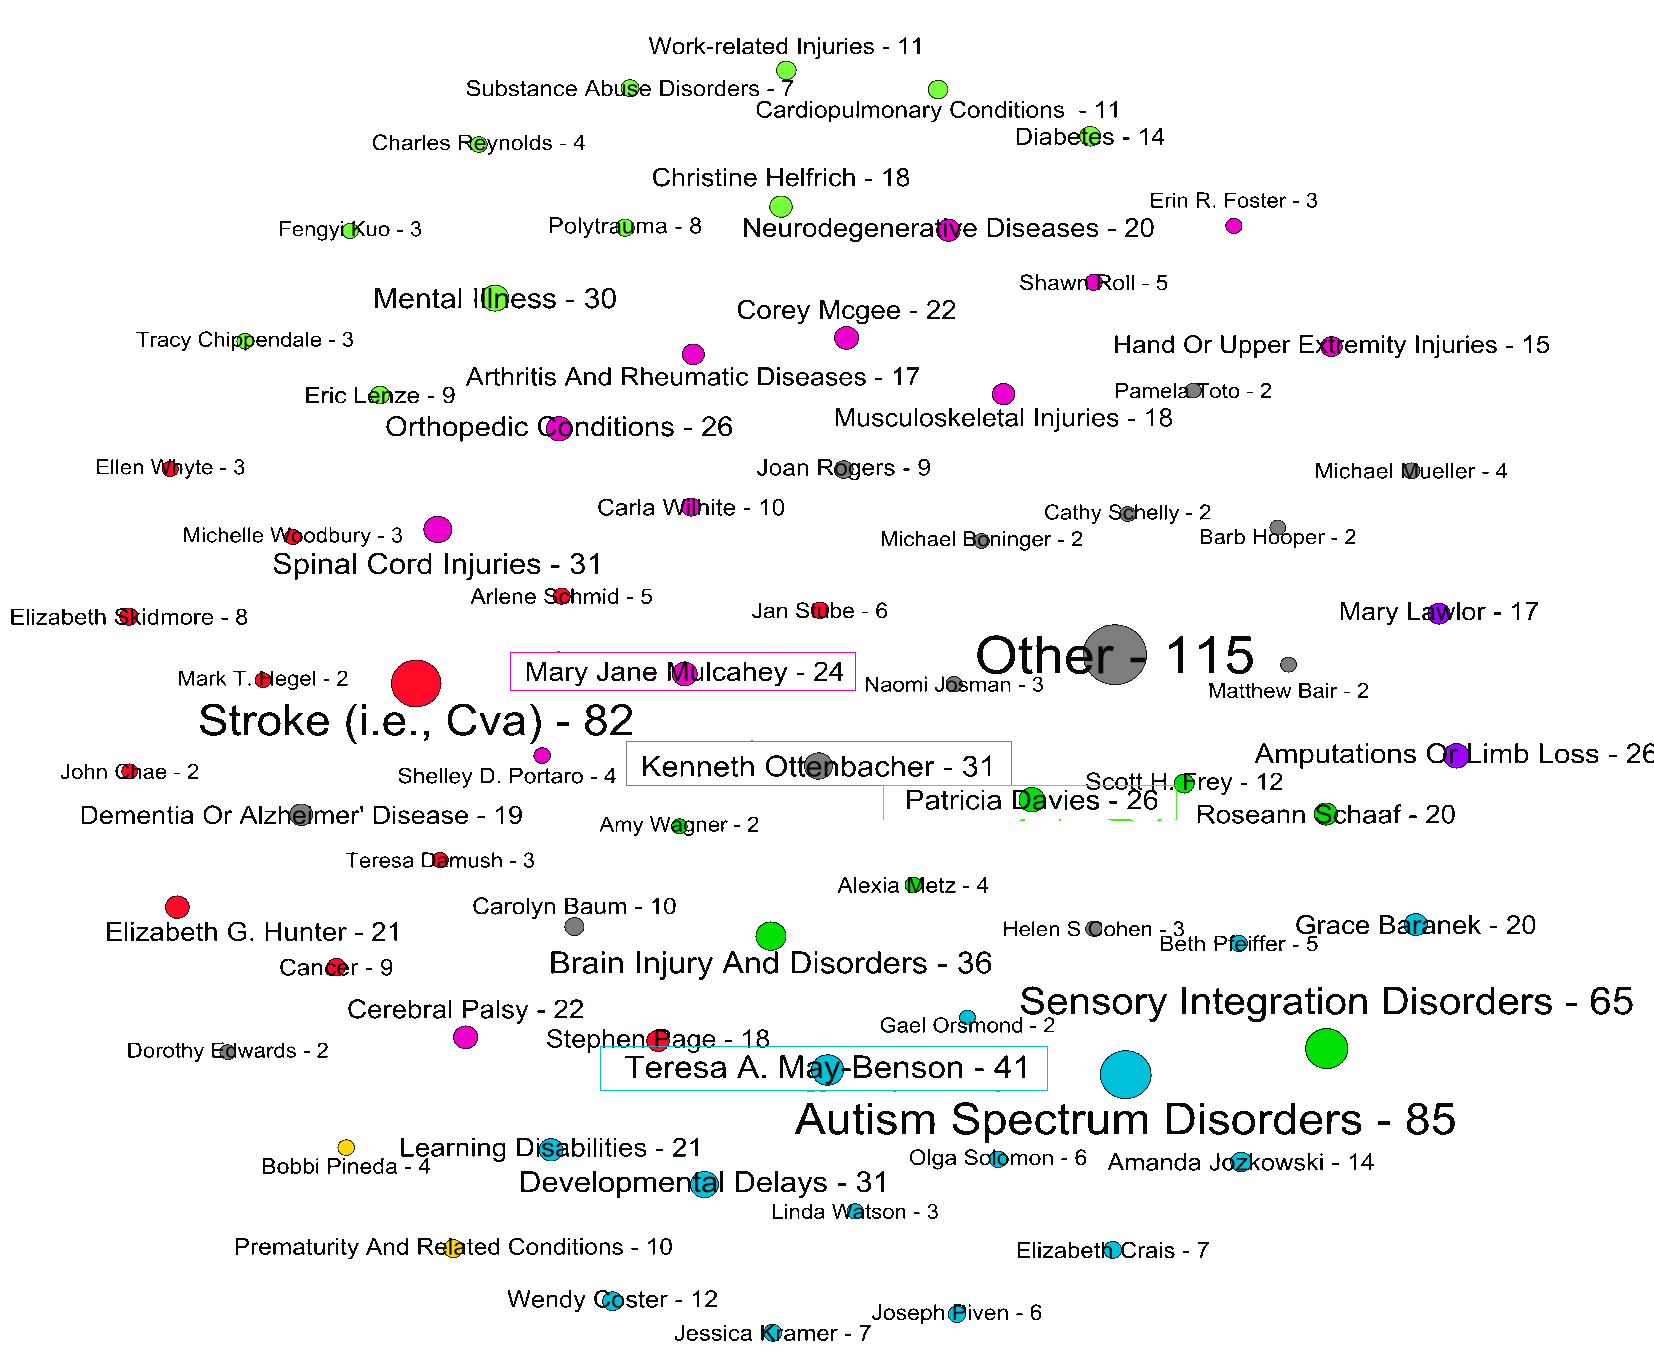 Work-related Injuries - 11
Substance Abuse Disorders - 7
Cardiopulmonary Conditions - 11
Diabetes - 14
Charles Reynolds - 4
Christine Helfrich - 18
Erin R. Foster - 3
Fengyi Kuo - 3
Polytrauma - 8
Neurodegenerative Diseases - 20
Shawn Roll - 5
Mental Illness - 30
Corey Mcgee - 22
Tracy Chippendale - 3
Hand Or Upper Extremity Injuries - 15
Arthritis And Rheumatic Diseases - 17
Eric Lenze - 9
Pamela Toto - 2
Musculoskeletal Injuries - 18
Orthopedic Conditions - 26
Ellen Whyte - 3
Joan Rogers - 9
Michael Mueller - 4
Carla Wilhite - 10
Cathy Schelly - 2
Michelle Woodbury - 3
Michael Boninger - 2
Barb Hooper - 2
Spinal Cord Injuries - 31
Arlene Schmid - 5
Jan Stube - 6
Mary Lawlor - 17
Elizabeth Skidmore - 8
Other - 115
Mark T. Hegel - 2
Mary Jane Mulcahey - 24
Naomi Josman - 3
Matthew Bair - 2
Stroke (i.e., Cva) - 82
Amputations Or Limb Loss - 26
John Chae - 2
Shelley D. Portaro - 4
Kenneth Ottenbacher - 31
Scott H. Frey - 12
Patricia Davies - 26
Roseann Schaaf - 20
Dementia Or Alzheimer' Disease - 19
Amy Wagner - 2
Teresa Damush - 3
Alexia Metz - 4
Carolyn Baum - 10
Elizabeth G. Hunter - 21
Helen S Cohen - 3
Grace Baranek - 20
Beth Pfeiffer - 5
Cancer - 9
Brain Injury And Disorders - 36
Cerebral Palsy - 22
Sensory Integration Disorders - 65
Gael Orsmond - 2
Dorothy Edwards - 2
Stephen Page - 18
Teresa A. May-Benson - 41
Autism Spectrum Disorders - 85
Learning Disabilities - 21
Bobbi Pineda - 4
Olga Solomon - 6
Amanda Jozkowski - 14
Developmental Delays - 31
Linda Watson - 3
Prematurity And Related Conditions - 10
Elizabeth Crais - 7
Wendy Coster - 12
Joseph Piven - 6
Jessica Kramer - 7